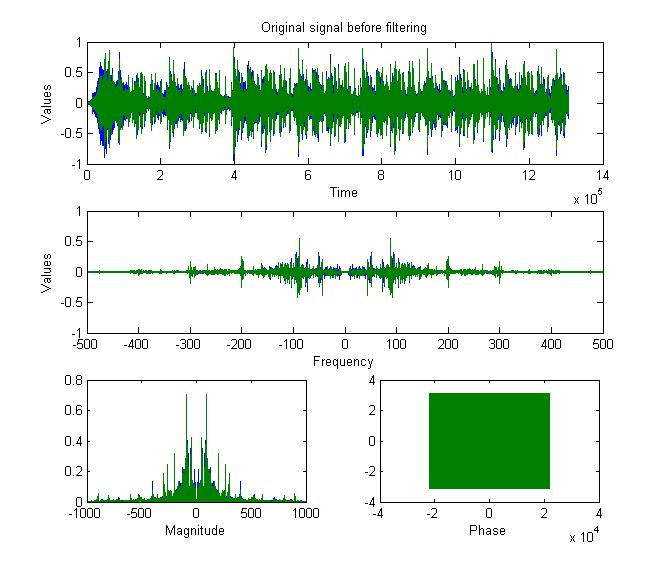 Original signal before filtering
1
0.5
0
-0.5
-1
Values
0 2 4 6 8 10 12 14
Time
x 10^5
1
0.5
0
-0.5
-1
Values
-500 -400 -300 -200 -100 0 100 200 300 400 500
Frequency
0.8
0.6
0.4
0.2
0
-1000 -500 0 500 1000
Magnitude
4
2
0
-2
-4
-4 -2 0 2 4
Phase
x 10^4